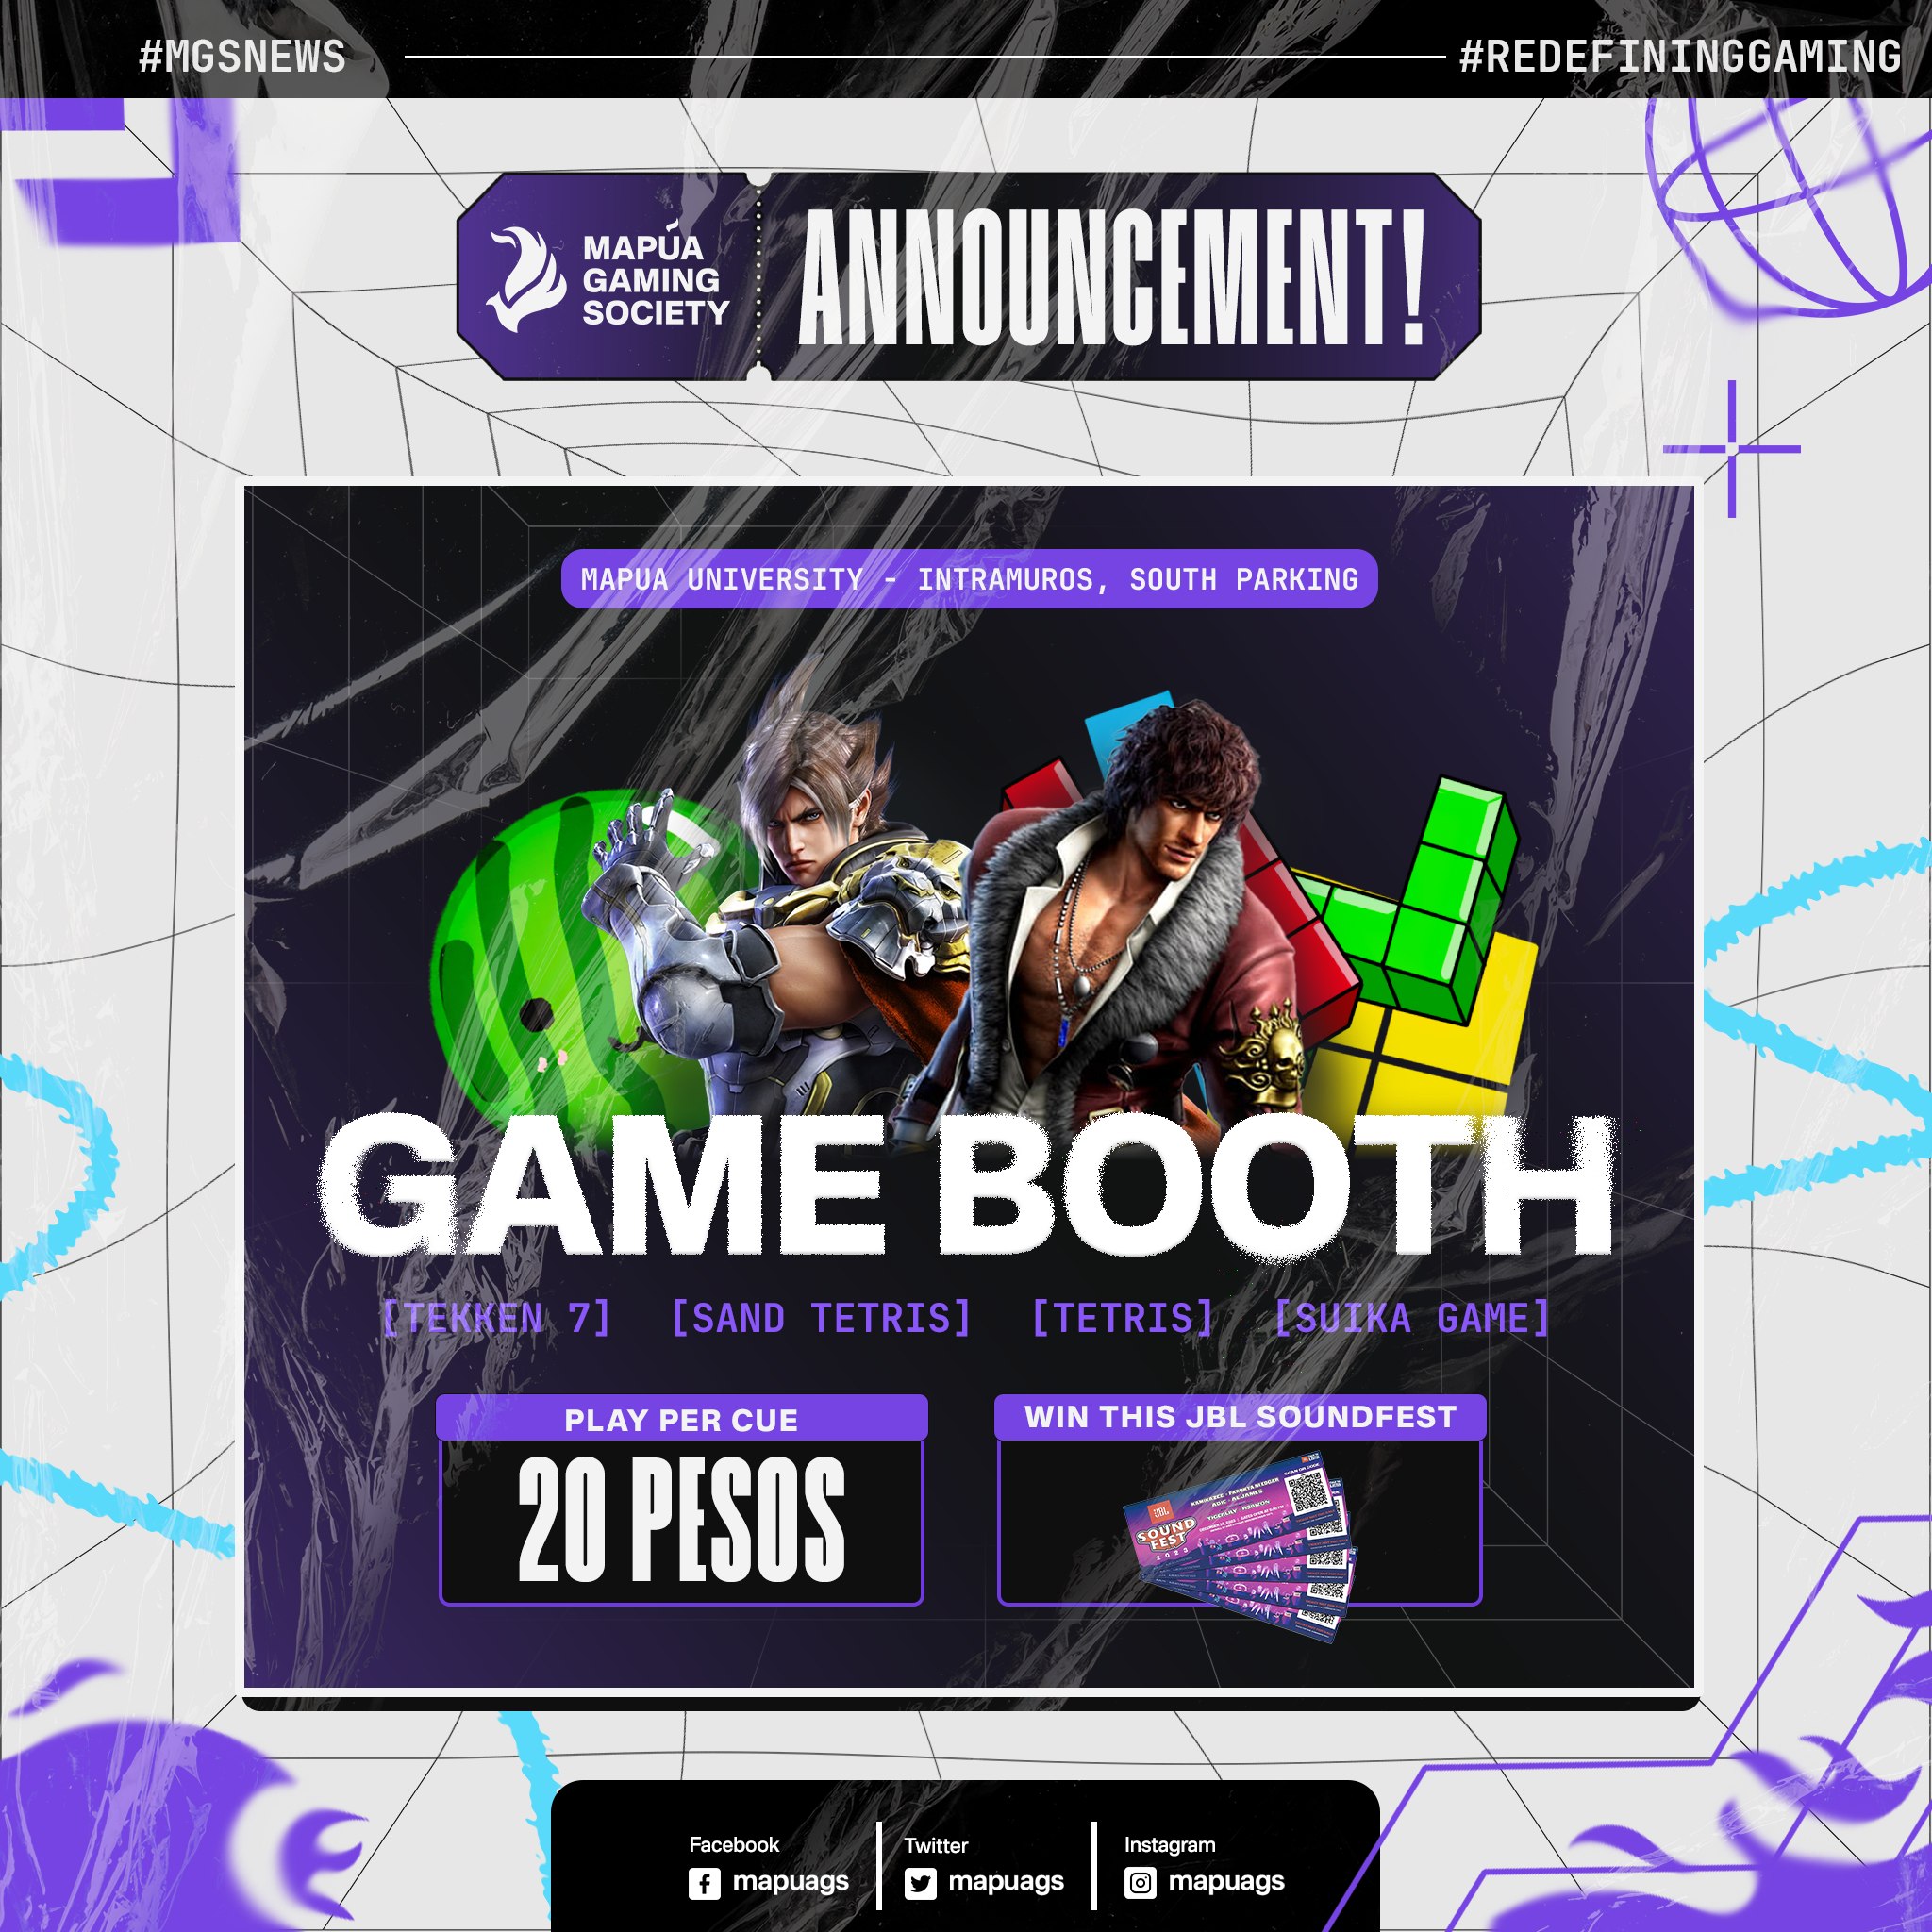 #MGSNEWS
#REDEFININGGAMING
MAPÚA
GAMING
SOCIETY
ANNOUNCEMENT!
MAPUA UNIVERSITY - INTRAMUROS, SOUTH PARKING
GAME BOOTH
[TEKKEN 7] [SAND TETRIS] [TETRIS] [SUIKA GAME]
PLAY PER CUE
20 PESOS
WIN THIS JBL SOUNDFEST
JBL
SOUND
FEST
Facebook
mapuags
Twitter
mapuags
Instagram
mapuags